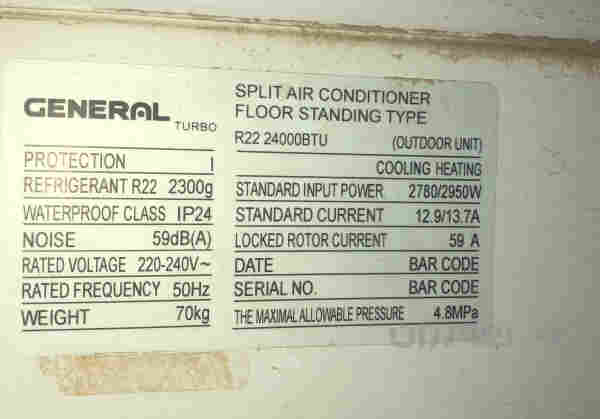 GENERAL TURBO
PROTECTION I
REFRIGERANT R22 2300g
WATERPROOF CLASS IP24
NOISE 59dB(A)
RATED VOLTAGE 220-240V~
RATED FREQUENCY 50Hz
WEIGHT 70kg
SPLIT AIR CONDITIONER
FLOOR STANDING TYPE
R22 24000BTU (OUTDOOR UNIT)
COOLING HEATING
STANDARD INPUT POWER 2780/2950W
STANDARD CURRENT 12.9/13.7A
LOCKED ROTOR CURRENT 59 A
DATE BAR CODE
SERIAL NO. BAR CODE
THE MAXIMAL ALLOWABLE PRESSURE 4.8MPa